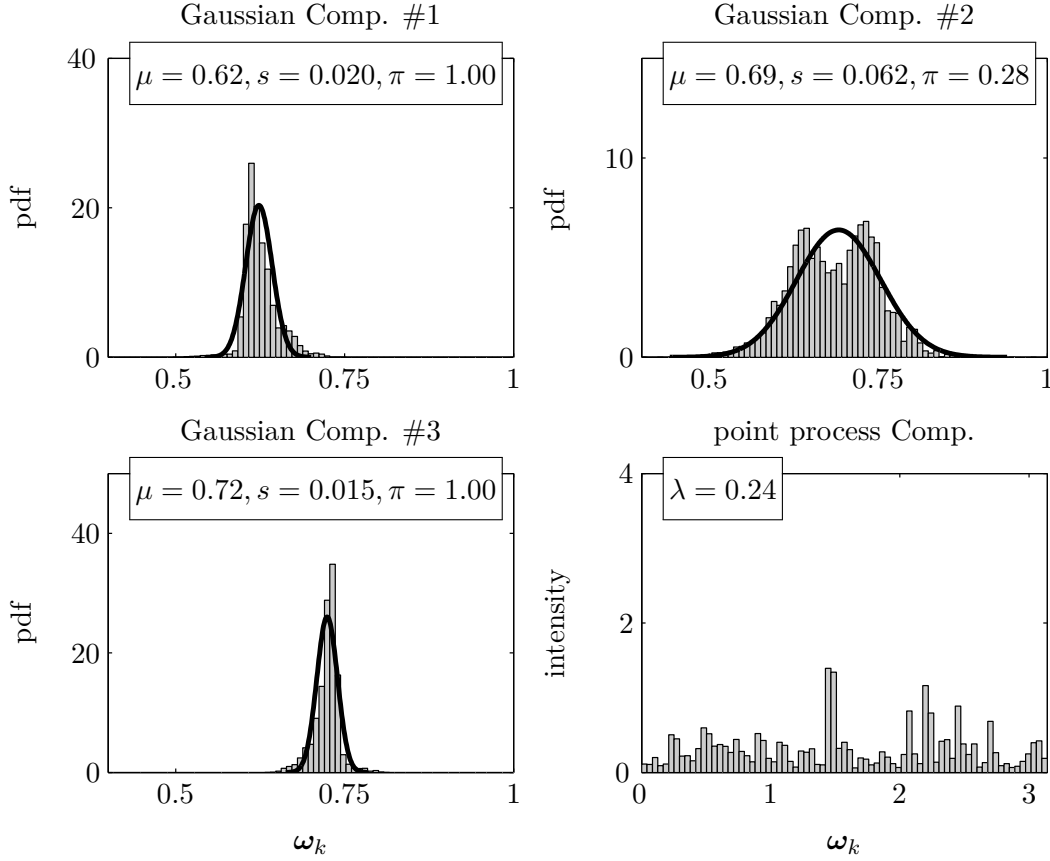 Gaussian Comp. #1
μ = 0.62, s = 0.020, π = 1.00
pdf
40
20
0
0.5
0.75
1
Gaussian Comp. #2
μ = 0.69, s = 0.062, π = 0.28
pdf
10
0
0.5
0.75
1
Gaussian Comp. #3
μ = 0.72, s = 0.015, π = 1.00
pdf
40
20
0
0.5
0.75
1
ω_k
point process Comp.
λ = 0.24
intensity
4
2
0
0
1
2
3
ω_k